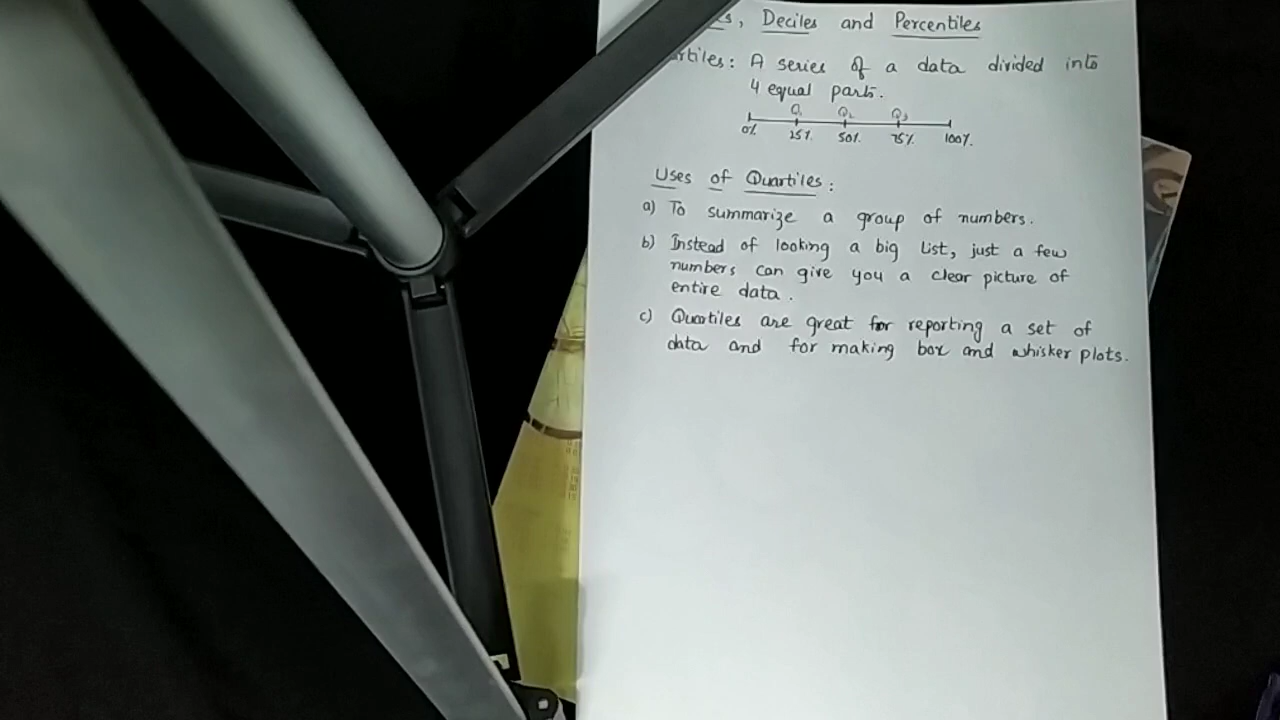 , Deciles and Percentiles
A series of a data divided into
4 equal parts.
Q1 Q2 Q3
0% 25% 50% 75% 100%.
Uses of Quartiles :
a) To summarize a group of numbers.
b) Instead of looking a big list, just a few
numbers can give you a clear picture of
entire data.
c) Quartiles are great for reporting a set of
data and for making box and whisker plots.